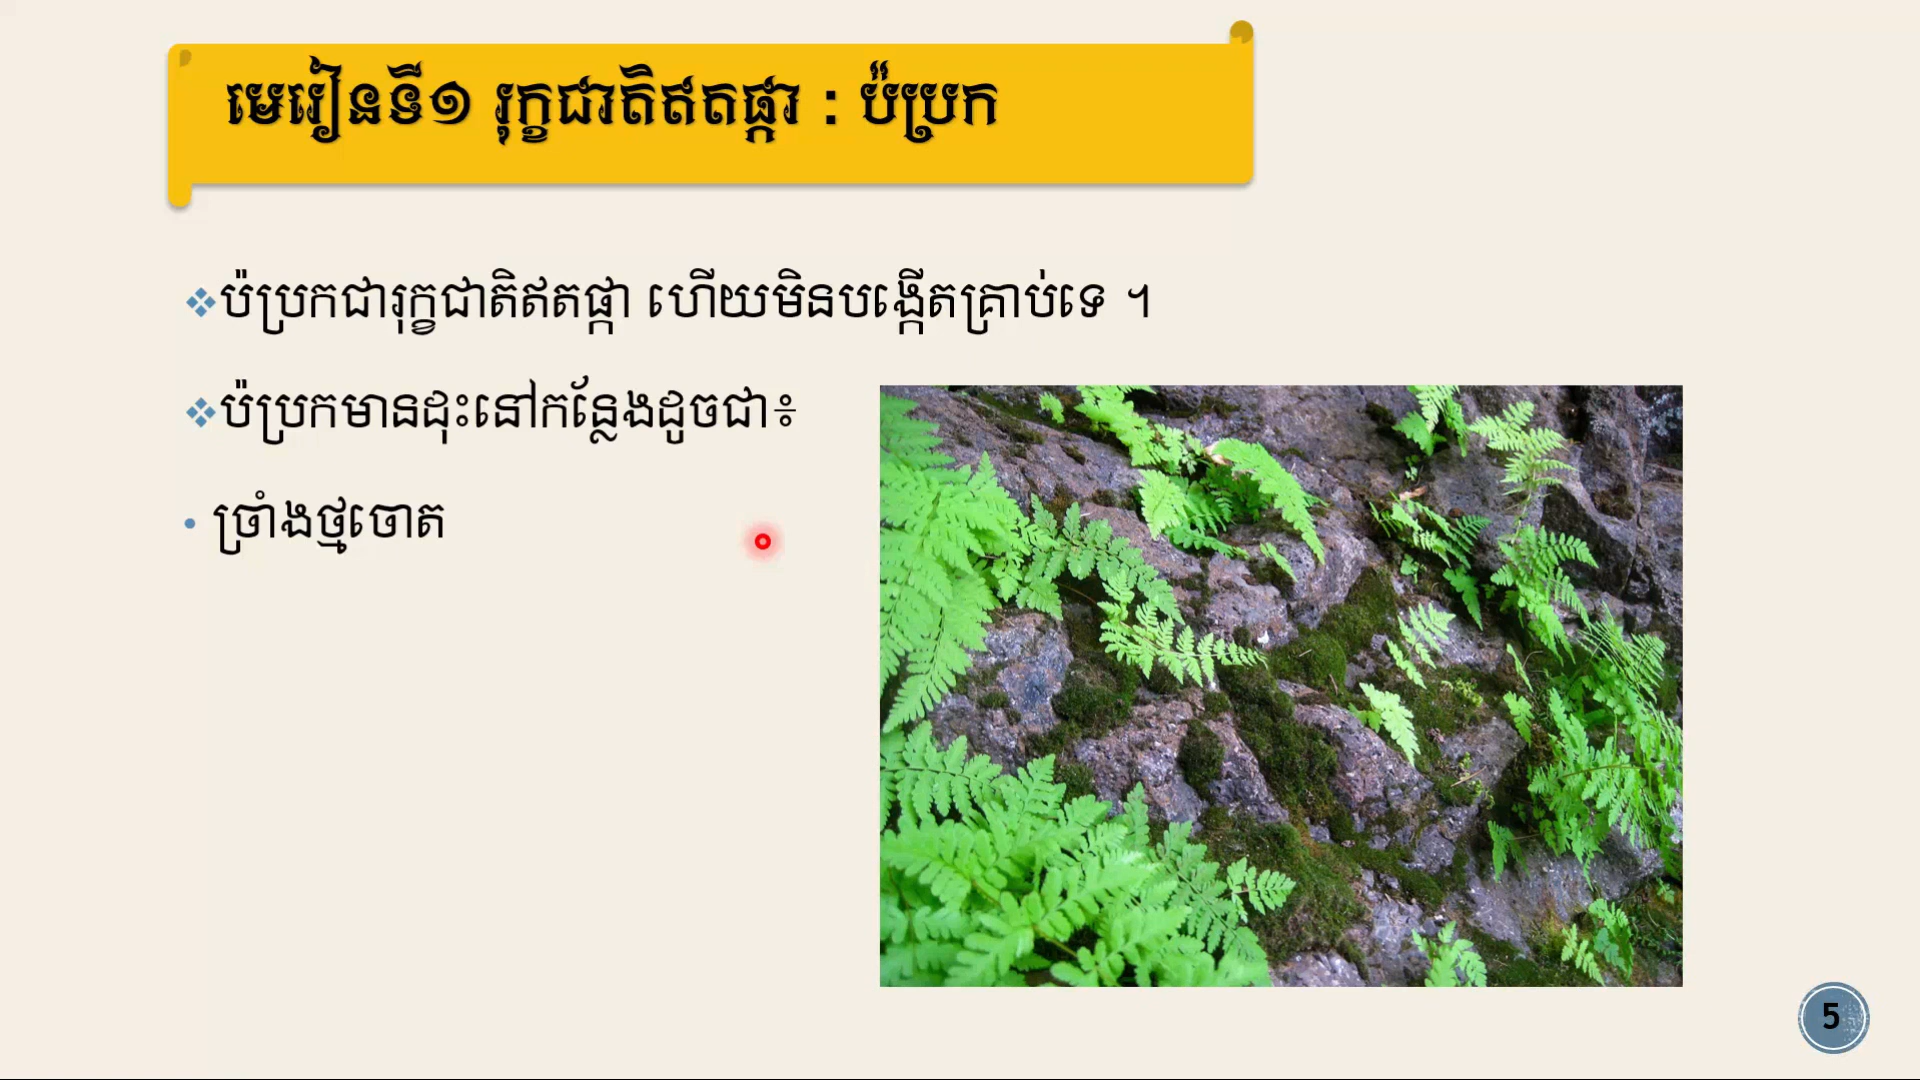 មេរៀនទី១ រុក្ខជាតិឥតផ្កា : ប៉ប្រក
ប៉ប្រកជារុក្ខជាតិឥតផ្កា ហើយមិនបង្កើតគ្រាប់ទេ ។
ប៉ប្រកមានដុះនៅកន្លែងដូចជា៖
ច្រាំងថ្មចោត
5